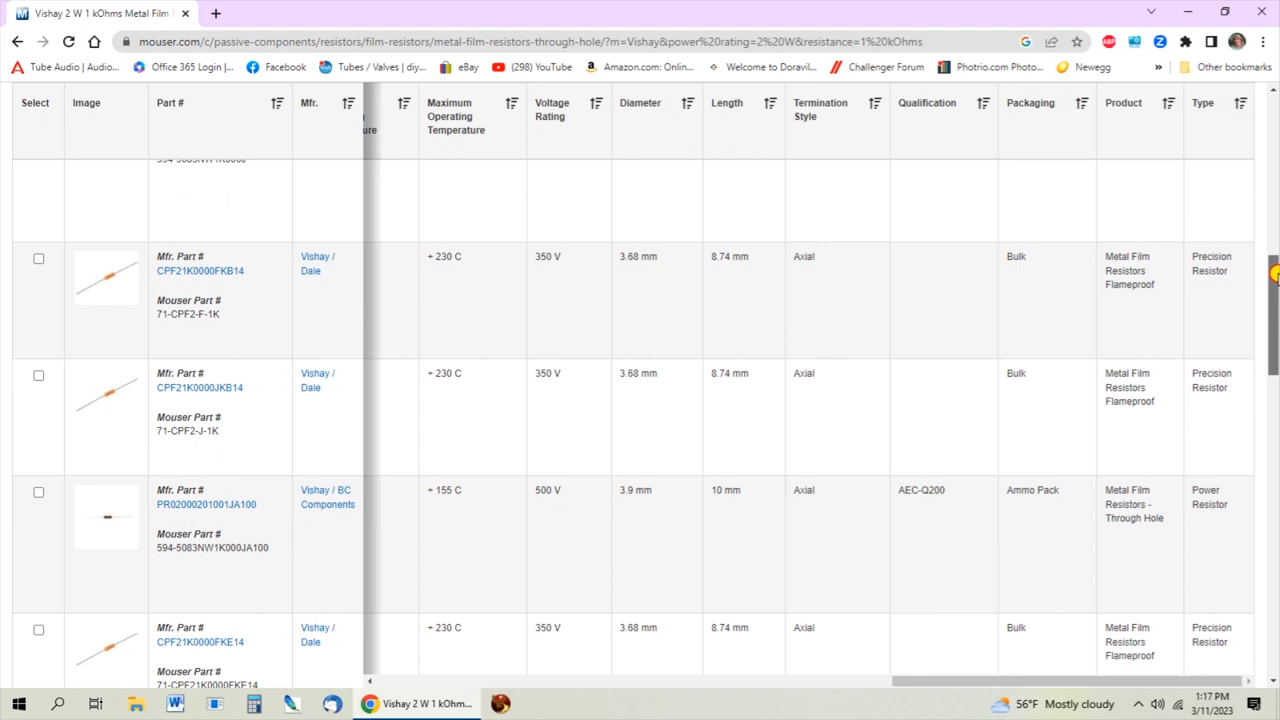 Vishay 2 W 1 kOhms Metal Film
mouser.com/c/passive-components/resistors/film-resistors/metal-film-resistors-through-hole/?m=Vishay&power%20rating=2%20W&resistance=1%20kOhms
ABP
Z
Tube Audio | Audio... Office 365 Login |... Facebook Tubes / Valves | diy... eBay (298) YouTube Amazon.com: Onlin... Welcome to Doravil... Challenger Forum Photrio.com Photo... Newegg » Other bookmarks
Select Image Part # Mfr. Maximum Operating Temperature Voltage Rating Diameter Length Termination Style Qualification Packaging Product Type
ure
594-5083NW1K0000
Mfr. Part #
CPF21K0000FKB14
Mouser Part #
71-CPF2-F-1K
Vishay /
Dale
+ 230 C 350 V 3.68 mm 8.74 mm Axial Bulk
Metal Film
Resistors
Flameproof
Precision
Resistor
Mfr. Part #
CPF21K0000JKB14
Mouser Part #
71-CPF2-J-1K
Vishay /
Dale
+ 230 C 350 V 3.68 mm 8.74 mm Axial Bulk
Metal Film
Resistors
Flameproof
Precision
Resistor
Mfr. Part #
PR02000201001JA100
Mouser Part #
594-5083NW1K000JA100
Vishay / BC
Components
+ 155 C 500 V 3.9 mm 10 mm Axial AEC-Q200 Ammo Pack
Metal Film
Resistors -
Through Hole
Power
Resistor
Mfr. Part #
CPF21K0000FKE14
Mouser Part #
71-CPF21K0000FKE14
Vishay /
Dale
+ 230 C 350 V 3.68 mm 8.74 mm Axial Bulk
Metal Film
Resistors
Flameproof
Precision
Resistor
Vishay 2 W 1 kOhms...
56°F Mostly cloudy
1:17 PM
3/11/2023